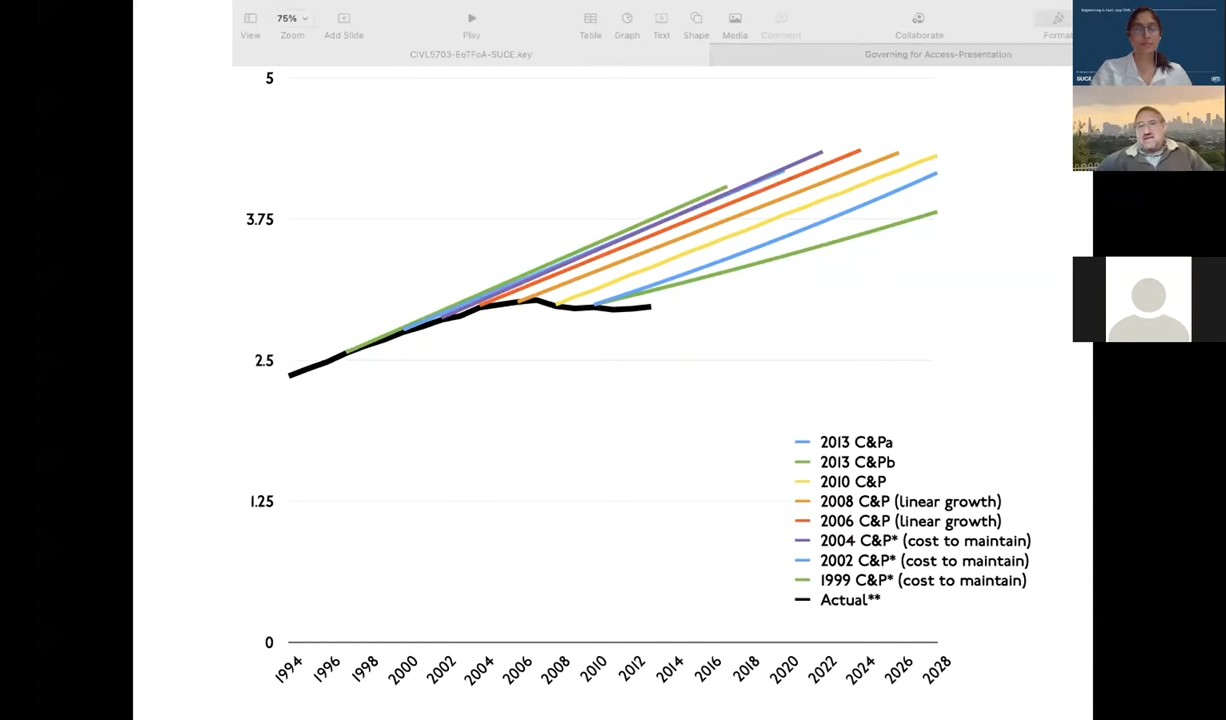 75%
View
Zoom
Add Slide
Play
Table
Graph
Text
Shape
Media
Comment
Collaborate
Format
CIVL5703-EoTFoA-SUCE.key
Governing for Access-Presentation
5
3.75
2.5
1.25
0
2013 C&Pa
2013 C&Pb
2010 C&P
2008 C&P (linear growth)
2006 C&P (linear growth)
2004 C&P* (cost to maintain)
2002 C&P* (cost to maintain)
1999 C&P* (cost to maintain)
Actual**
1994
1996
1998
2000
2002
2004
2006
2008
2010
2012
2014
2016
2018
2020
2022
2024
2026
2028
SUCE